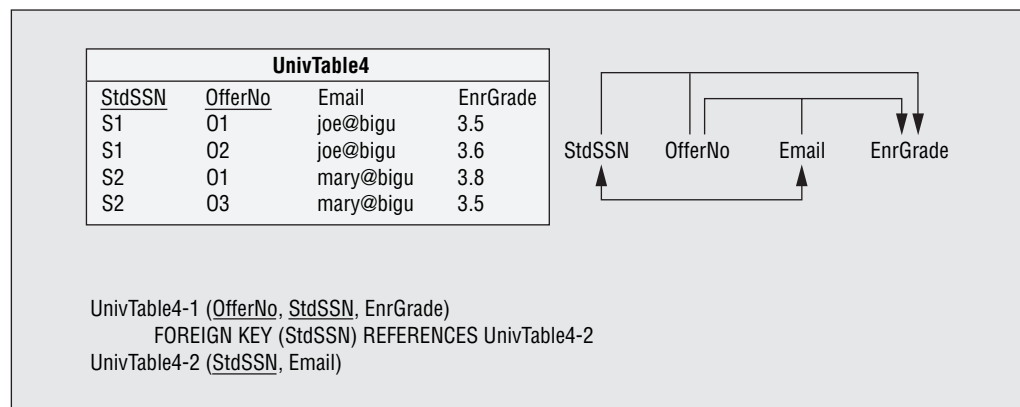 UnivTable4
StdSSN OfferNo Email EnrGrade
S1 O1 joe@bigu 3.5
S1 O2 joe@bigu 3.6
S2 O1 mary@bigu 3.8
S2 O3 mary@bigu 3.5
StdSSN OfferNo Email EnrGrade
UnivTable4-1 (OfferNo, StdSSN, EnrGrade)
FOREIGN KEY (StdSSN) REFERENCES UnivTable4-2
UnivTable4-2 (StdSSN, Email)